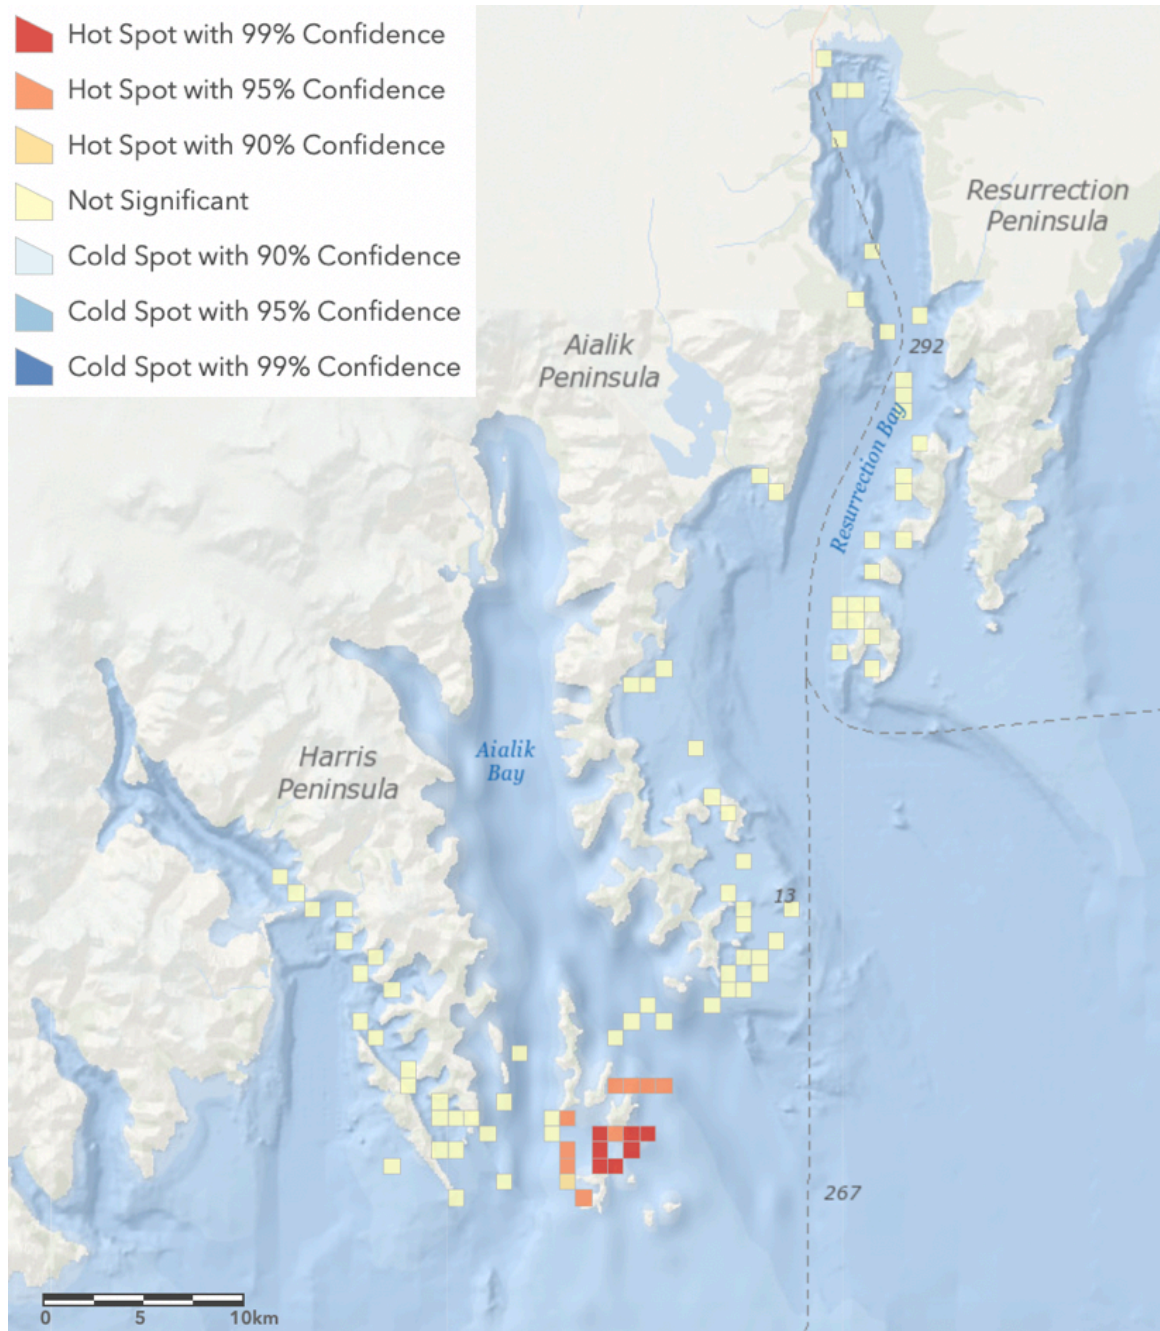 Hot Spot with 99% Confidence
Hot Spot with 95% Confidence
Hot Spot with 90% Confidence
Not Significant
Cold Spot with 90% Confidence
Cold Spot with 95% Confidence
Cold Spot with 99% Confidence
Resurrection
Peninsula
Aialik
Peninsula
292
Resurrection Bay
Harris
Peninsula
Aialik
Bay
13
267
0 5 10km